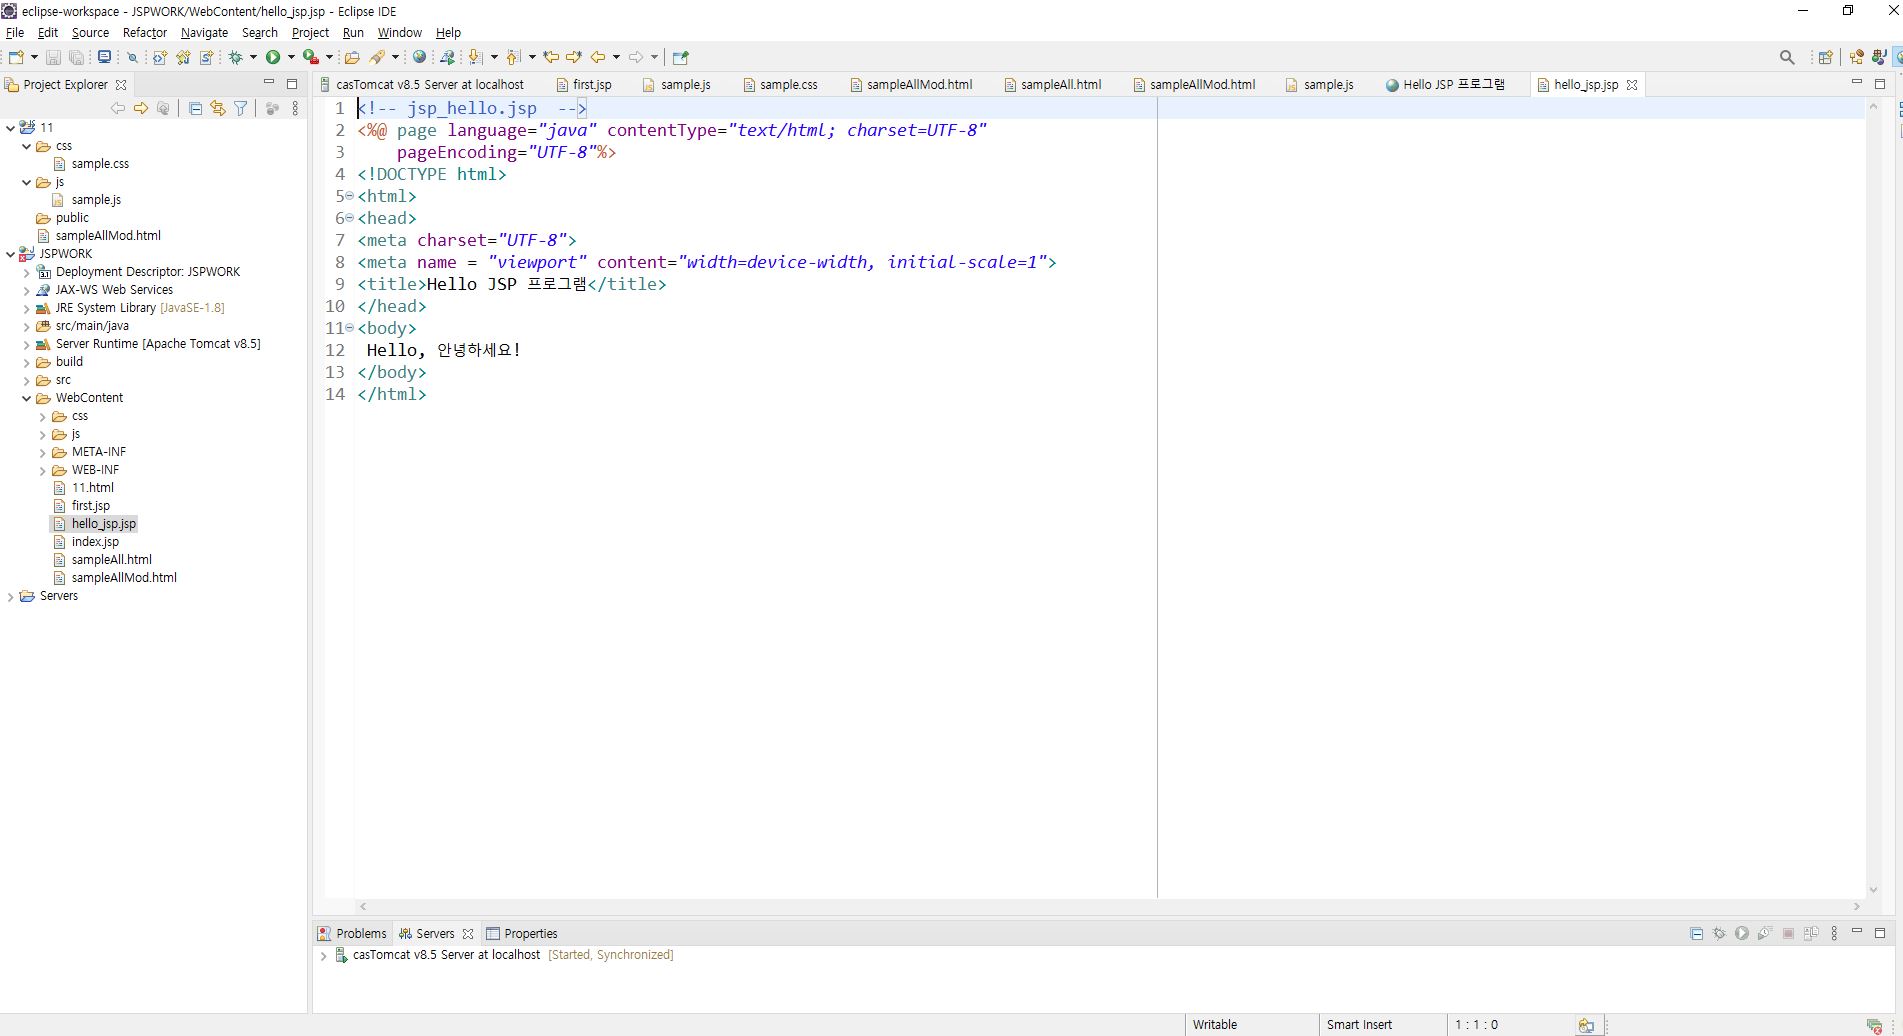 eclipse-workspace - JSPWORK/WebContent/hello_jsp.jsp - Eclipse IDE
File Edit Source Refactor Navigate Search Project Run Window Help
Project Explorer
casTomcat v8.5 Server at localhost first.jsp sample.js sample.css sampleAllMod.html sampleAll.html sampleAllMod.html sample.js Hello JSP 프로그램 hello_jsp.jsp
11
css
sample.css
js
sample.js
public
sampleAllMod.html
JSPWORK
Deployment Descriptor: JSPWORK
JAX-WS Web Services
JRE System Library [JavaSE-1.8]
src/main/java
Server Runtime [Apache Tomcat v8.5]
build
src
WebContent
css
js
META-INF
WEB-INF
11.html
first.jsp
hello_jsp.jsp
index.jsp
sampleAll.html
sampleAllMod.html
Servers
1 <!-- jsp_hello.jsp  -->
2 <%@ page language="java" contentType="text/html; charset=UTF-8"
3     pageEncoding="UTF-8"%>
4 <!DOCTYPE html>
5 <html>
6 <head>
7 <meta charset="UTF-8">
8 <meta name = "viewport" content="width=device-width, initial-scale=1">
9 <title>Hello JSP 프로그램</title>
10 </head>
11 <body>
12  Hello, 안녕하세요!
13 </body>
14 </html>
Problems Servers Properties
casTomcat v8.5 Server at localhost [Started, Synchronized]
Writable Smart Insert 1 : 1 : 0